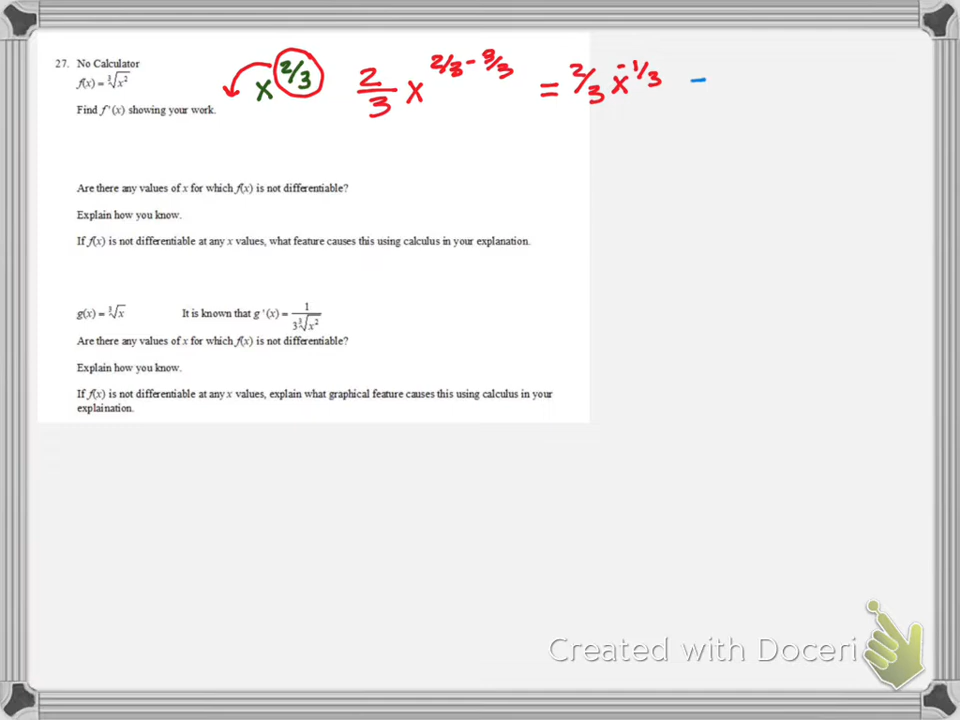 27. No Calculator
f(x) = ∛x²
x^2/3 2/3 x^2/3 - 3/3 = 2/3 x^-1/3 -
Find f '(x) showing your work.
Are there any values of x for which f(x) is not differentiable?
Explain how you know.
If f(x) is not differentiable at any x values, what feature causes this using calculus in your explanation.
g(x) = ∛x It is known that g '(x) = 1/(3∛x²)
Are there any values of x for which f(x) is not differentiable?
Explain how you know.
If f(x) is not differentiable at any x values, explain what graphical feature causes this using calculus in your
explaination.
Created with Doceri